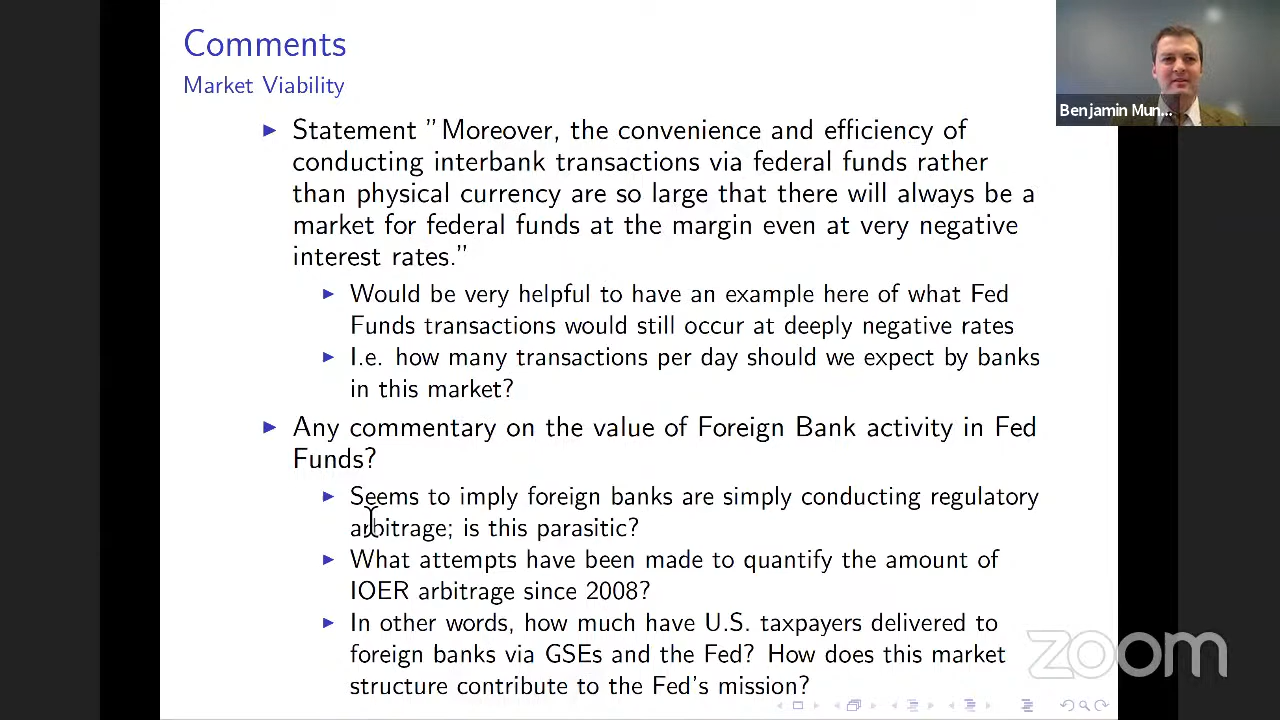 Comments
Market Viability
Statement "Moreover, the convenience and efficiency of
conducting interbank transactions via federal funds rather
than physical currency are so large that there will always be a
market for federal funds at the margin even at very negative
interest rates."
Would be very helpful to have an example here of what Fed
Funds transactions would still occur at deeply negative rates
I.e. how many transactions per day should we expect by banks
in this market?
Any commentary on the value of Foreign Bank activity in Fed
Funds?
Seems to imply foreign banks are simply conducting regulatory
arbitrage; is this parasitic?
What attempts have been made to quantify the amount of
IOER arbitrage since 2008?
In other words, how much have U.S. taxpayers delivered to
foreign banks via GSEs and the Fed? How does this market
structure contribute to the Fed's mission?
Benjamin Mun...
zoom